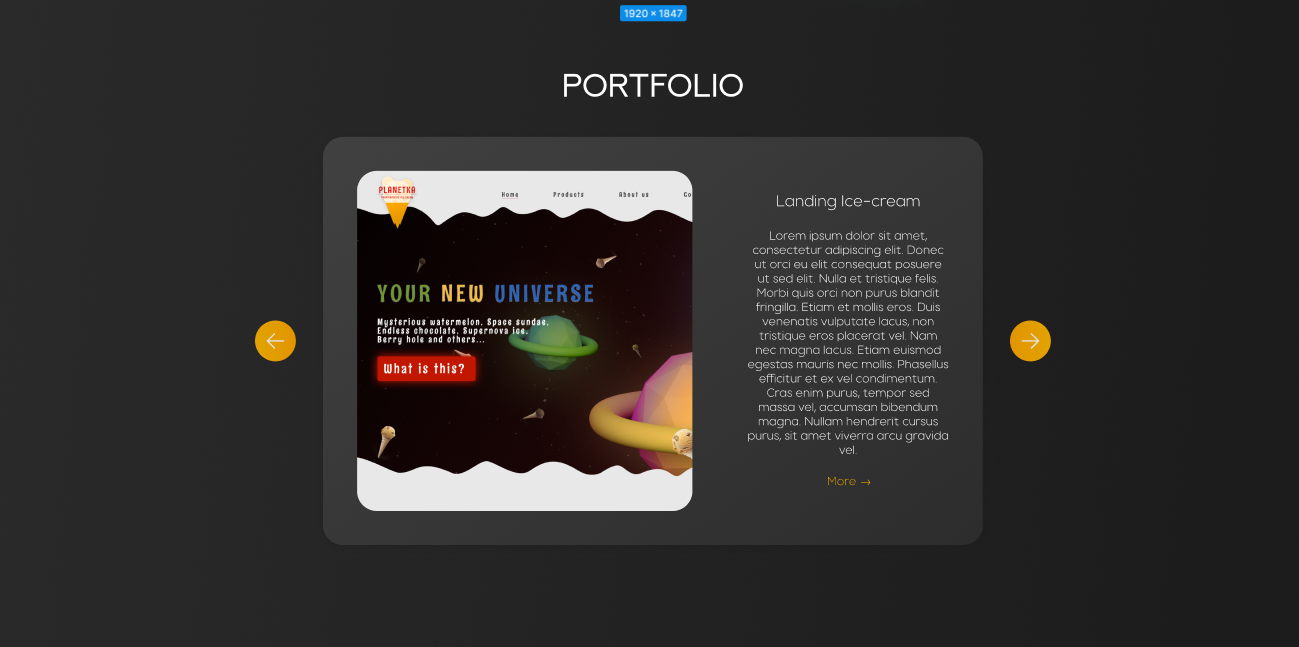 1920 × 1847
PORTFOLIO
PLANETKA
Home
Products
About us
Go
YOUR NEW UNIVERSE
Mysterious watermelon. Space sundae.
Endless chocolate. Supernova ice.
Berry hole and others...
What is this?
Landing Ice-cream
Lorem ipsum dolor sit amet,
consectetur adipiscing elit. Donec
ut orci eu elit consequat posuere
ut sed elit. Nulla et tristique felis.
Morbi quis orci non purus blandit
fringilla. Etiam et mollis eros. Duis
venenatis vulputate lacus, non
tristique eros placerat vel. Nam
nec magna lacus. Etiam euismod
egestas mauris nec mollis. Phasellus
efficitur et ex vel condimentum.
Cras enim purus, tempor sed
massa vel, accumsan bibendum
magna. Nullam hendrerit cursus
purus, sit amet viverra arcu gravida
vel.
More →